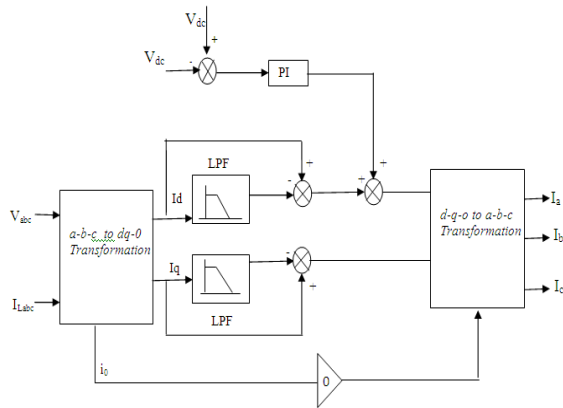 Vdc
+
Vdc
-
PI
LPF
+
-
+
+
Id
Vabc
a-b-c to dq-0
Transformation
d-q-o to a-b-c
Transformation
Ia
Ib
Ic
Iq
-
+
LPF
ILabc
i0
0